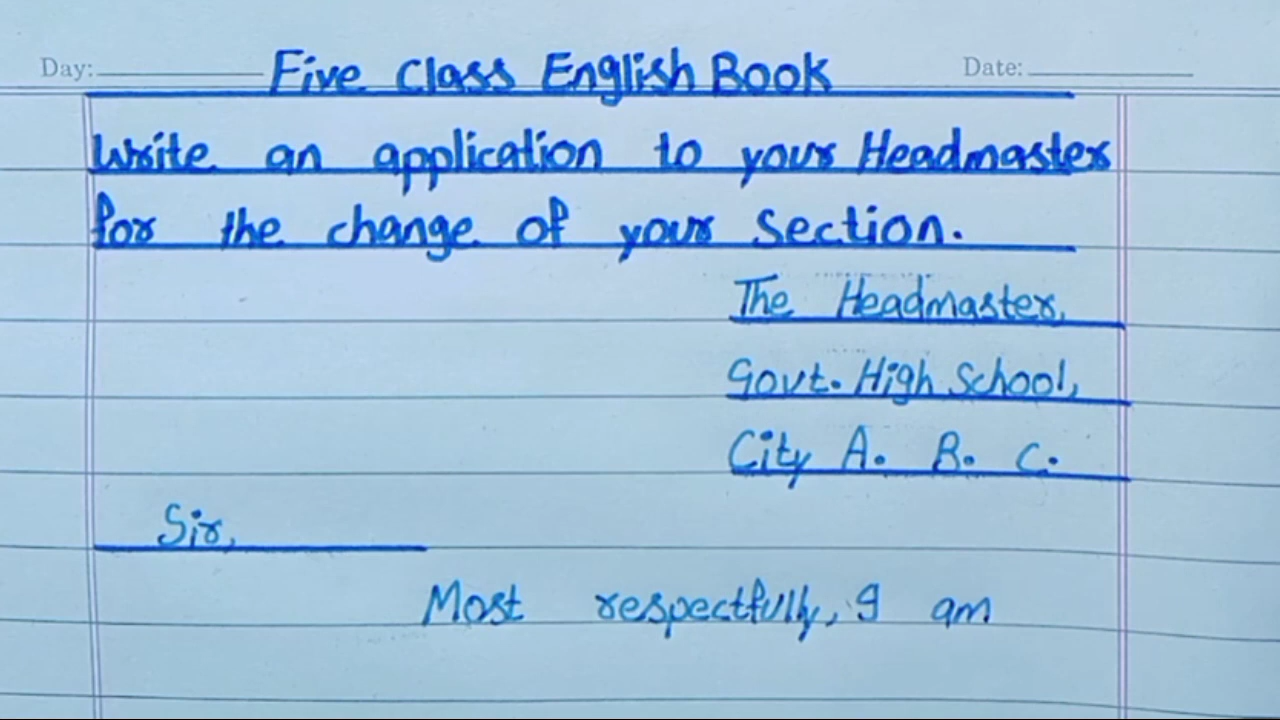 Day: Five Class English Book Date:
Write an application to your Headmaster
for the change of your Section.
The Headmaster,
Govt. High School,
City A. B. C.
Sir,
Most respectfully, I am